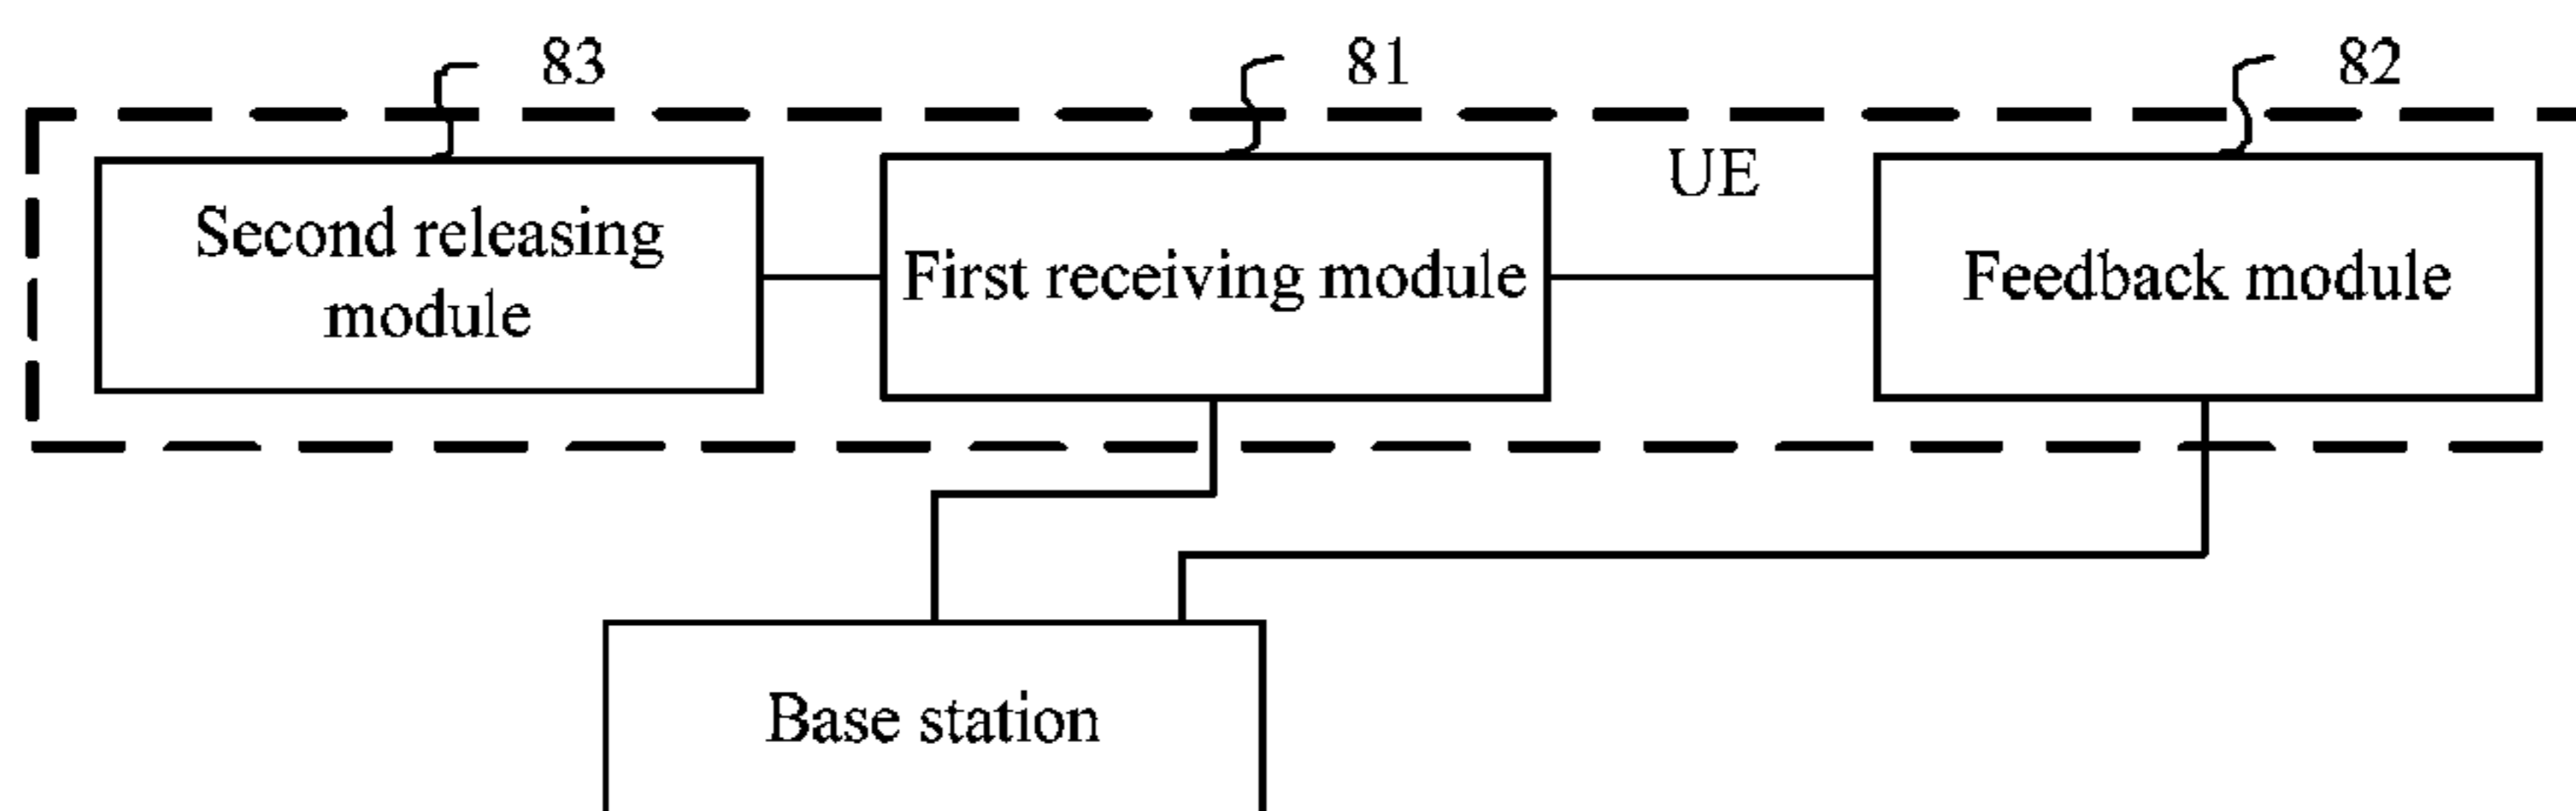 83
81
82
UE
Second releasing
module
First receiving module
Feedback module
Base station